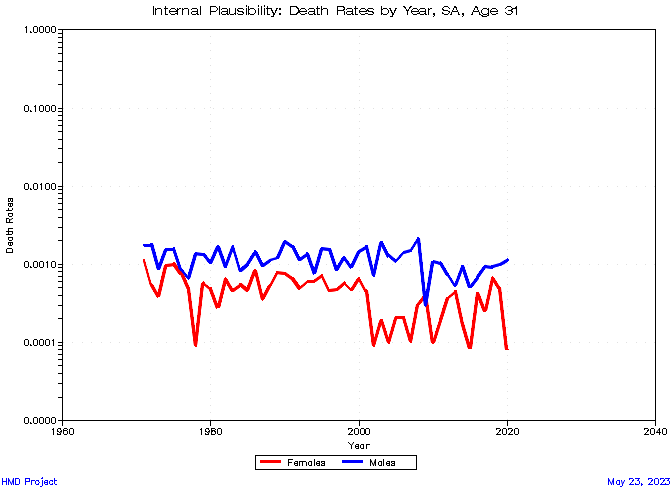 Internal Plausibility: Death Rates by Year, SA, Age 31
1.0000
0.1000
0.0100
0.0010
0.0001
0.0000
Death Rates
1960
1980
2000
2020
2040
Year
Females
Males
HMD Project
May 23, 2023